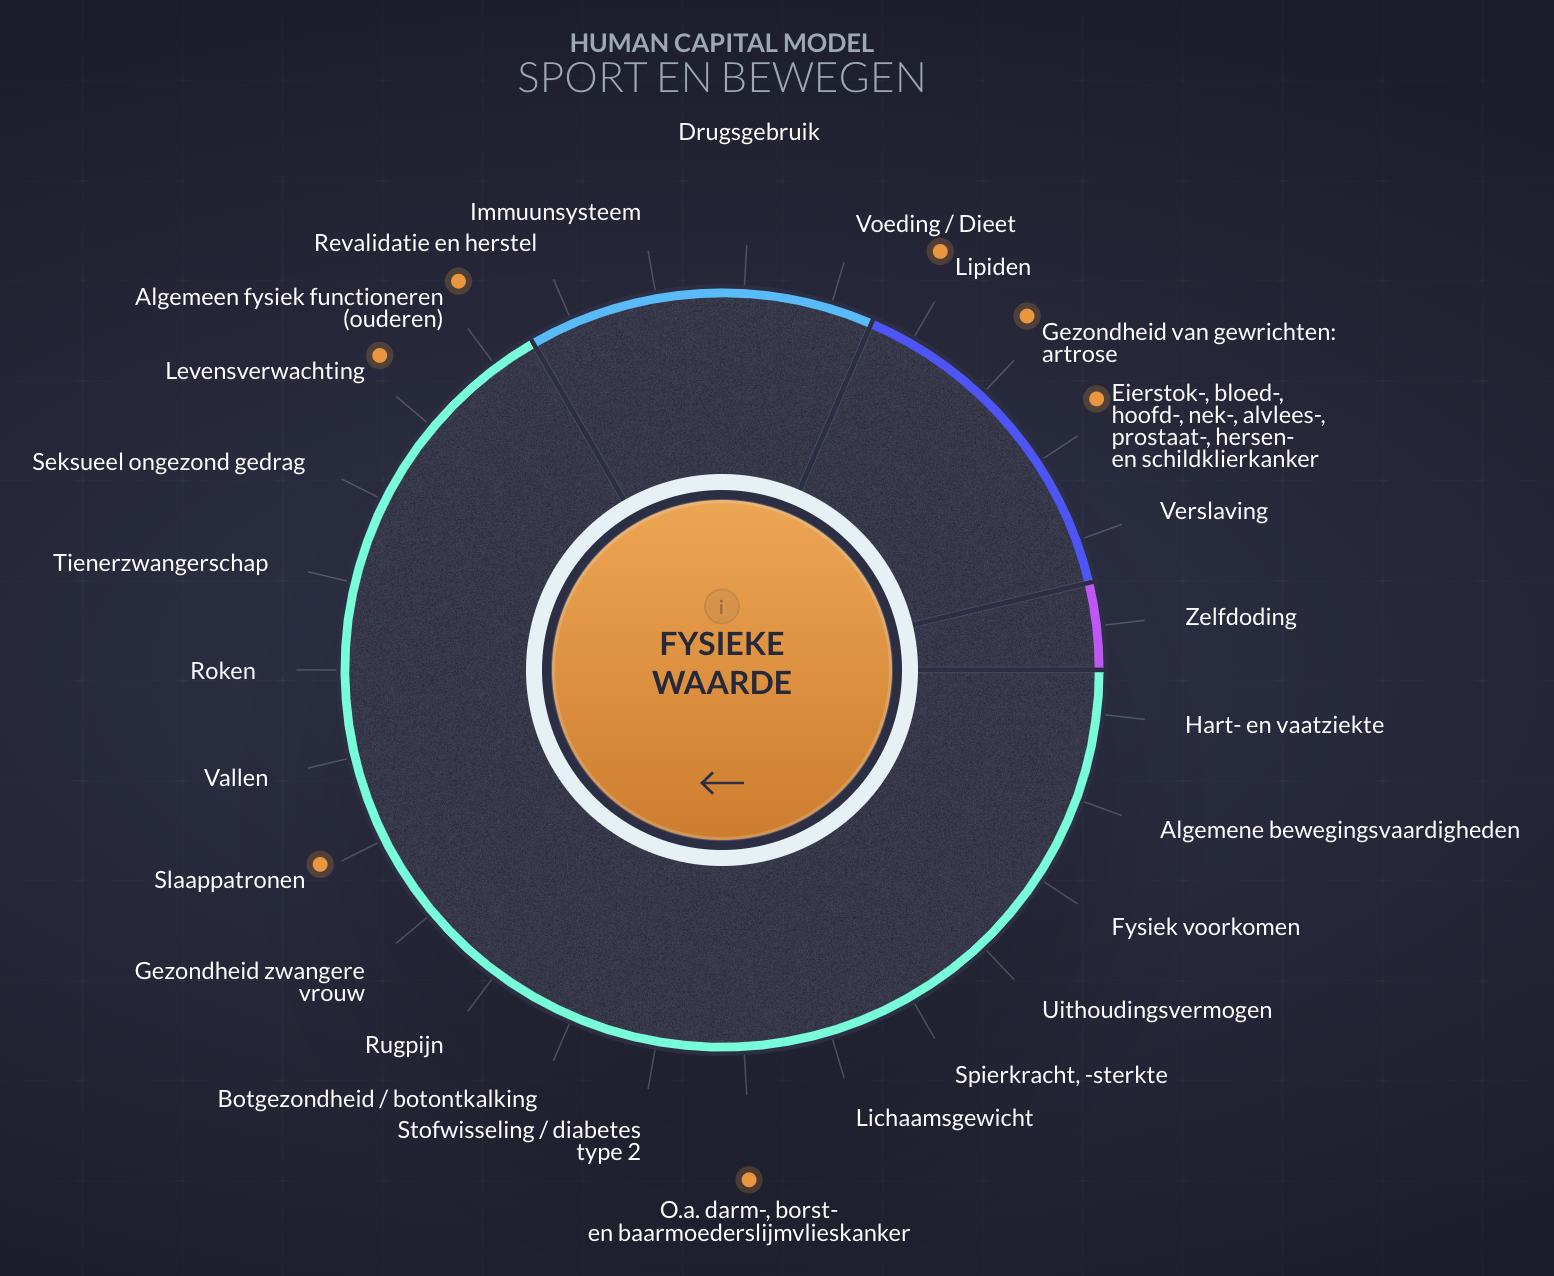 HUMAN CAPITAL MODEL
SPORT EN BEWEGEN
Drugsgebruik
Immuunsysteem
Voeding / Dieet
Revalidatie en herstel
Lipiden
Algemeen fysiek functioneren
(ouderen)
Gezondheid van gewrichten:
artrose
Levensverwachting
Eierstok-, bloed-,
hoofd-, nek-, alvlees-,
prostaat-, hersen-
en schildklierkanker
Seksueel ongezond gedrag
Verslaving
Tienerzwangerschap
Zelfdoding
i
FYSIEKE
WAARDE
Roken
Hart- en vaatziekte
Vallen
Algemene bewegingsvaardigheden
Slaappatronen
Fysiek voorkomen
Gezondheid zwangere
vrouw
Uithoudingsvermogen
Rugpijn
Spierkracht, -sterkte
Botgezondheid / botontkalking
Lichaamsgewicht
Stofwisseling / diabetes
type 2
O.a. darm-, borst-
en baarmoederslijmvlieskanker